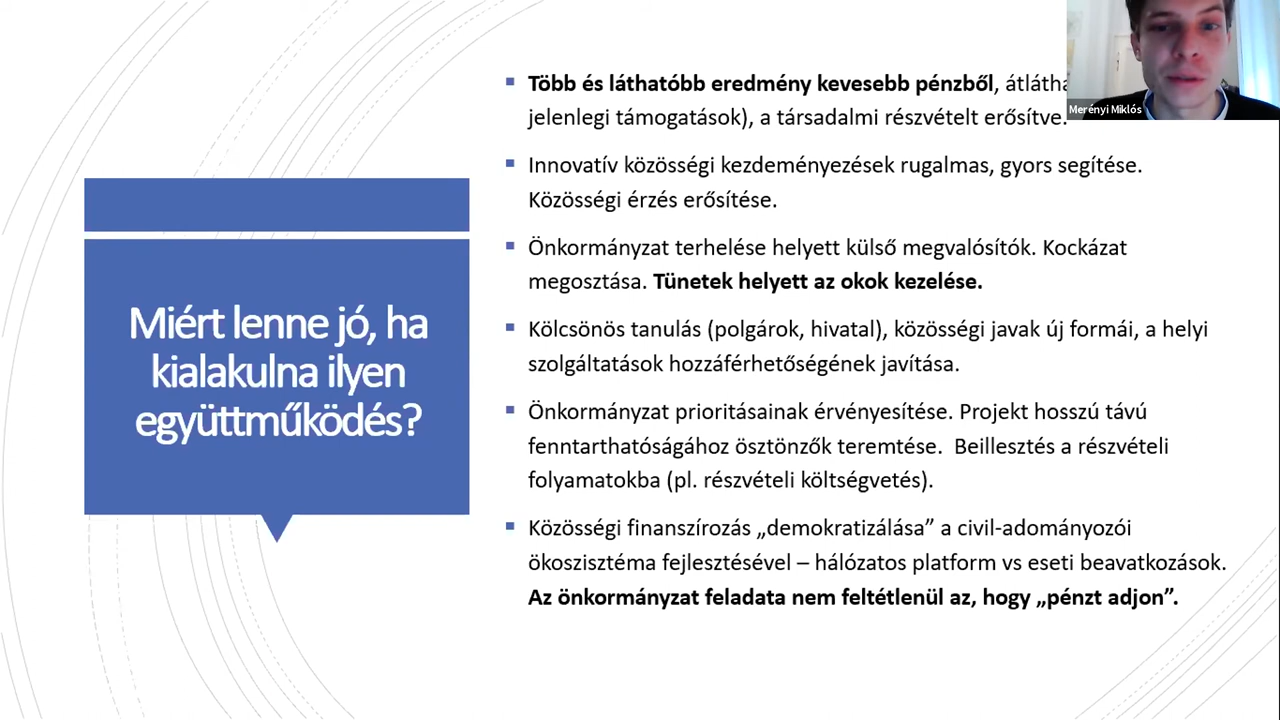 Miért lenne jó, ha
kialakulna ilyen
együttműködés?
Több és láthatóbb eredmény kevesebb pénzből,
jelenlegi támogatások), a társadalmi részvételt erősítve.
Innovatív közösségi kezdeményezések rugalmas, gyors segítése.
Közösségi érzés erősítése.
Önkormányzat terhelése helyett külső megvalósítók. Kockázat
megosztása. Tünetek helyett az okok kezelése.
Kölcsönös tanulás (polgárok, hivatal), közösségi javak új formái, a helyi
szolgáltatások hozzáférhetőségének javítása.
Önkormányzat prioritásainak érvényesítése. Projekt hosszú távú
fenntarthatóságához ösztönzők teremtése. Beillesztés a részvételi
folyamatokba (pl. részvételi költségvetés).
Közösségi finanszírozás „demokratizálása” a civil-adományozói
ökoszisztéma fejlesztésével – hálózatos platform vs eseti beavatkozások.
Az önkormányzat feladata nem feltétlenül az, hogy „pénzt adjon”.
Merényi Miklós